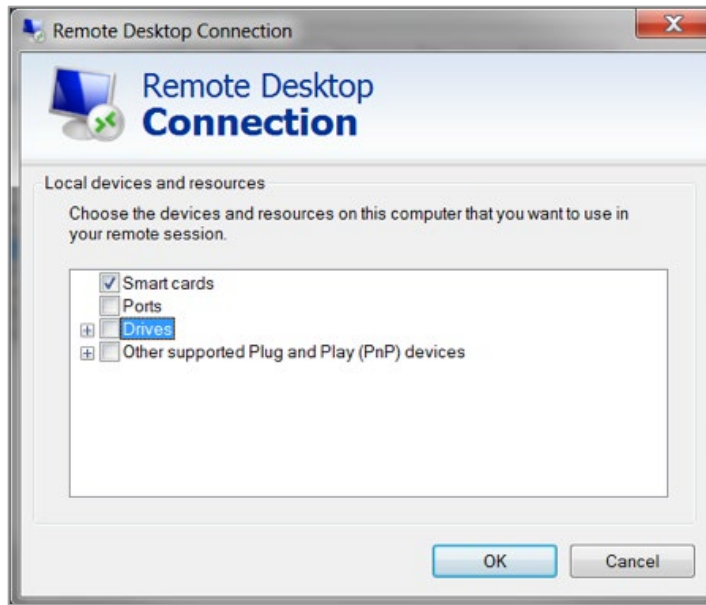 Remote Desktop Connection
Remote Desktop
Connection
Local devices and resources
Choose the devices and resources on this computer that you want to use in
your remote session.
Smart cards
Ports
Drives
Other supported Plug and Play (PnP) devices
OK
Cancel